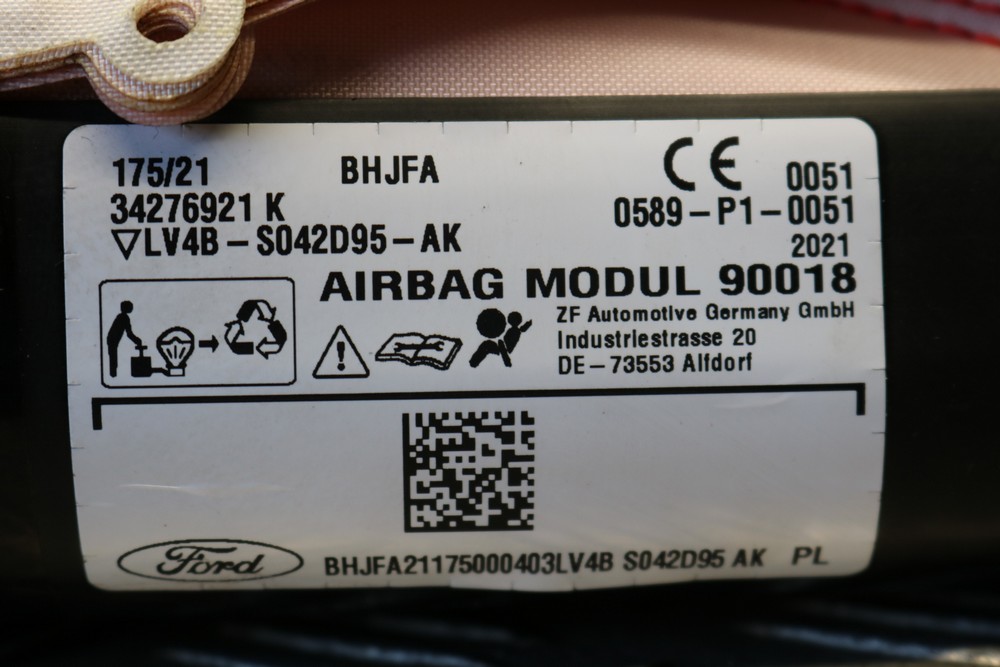 175/21 BHJFA CE 0051
34276921 K 0589-P1-0051
▽LV4B-S042D95-AK 2021
AIRBAG MODUL 90018
ZF Automotive Germany GmbH
Industriestrasse 20
DE-73553 Alfdorf
Ford BHJFA21175000403LV4B S042D95 AK PL